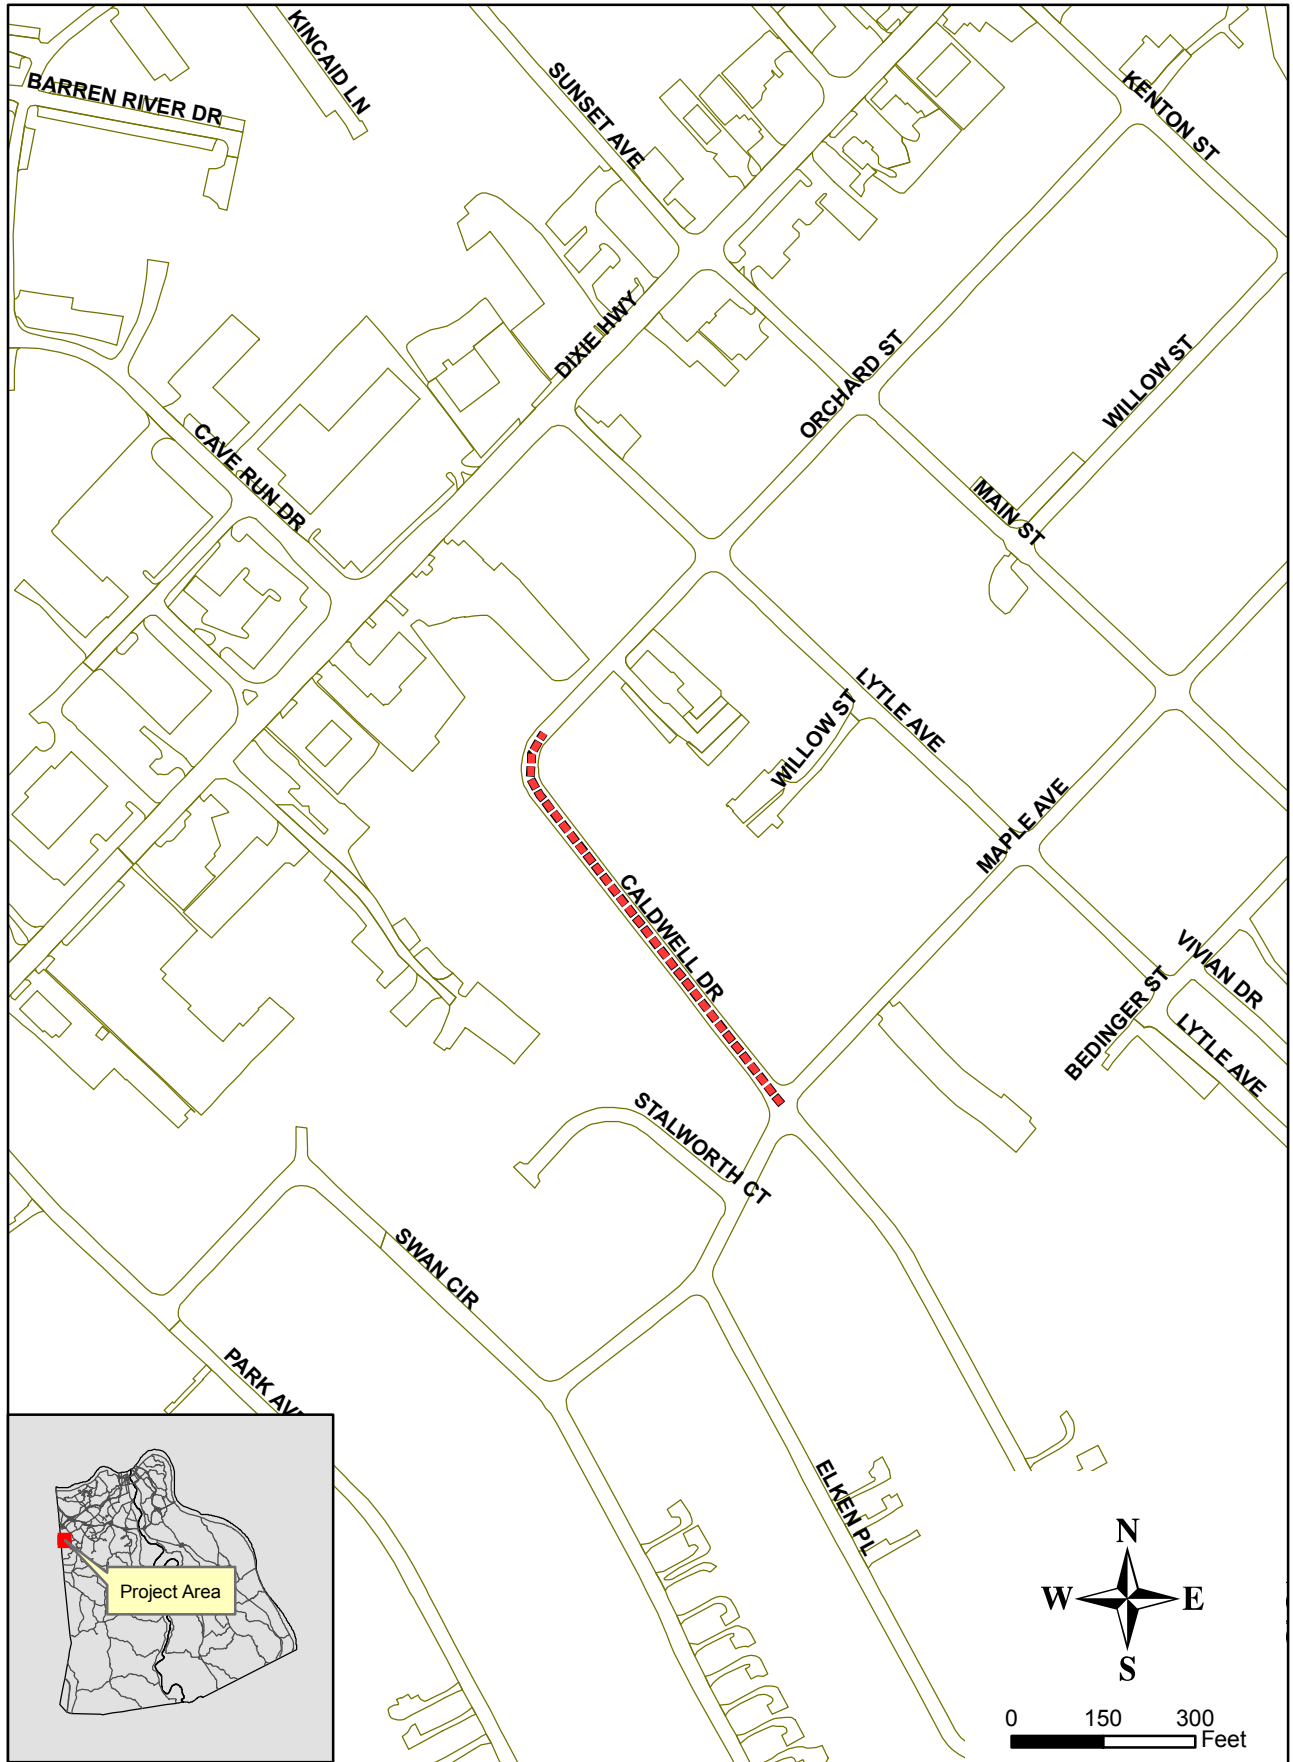 KINCAID LN
BARREN RIVER DR
SUNSET AVE
KENTON ST
DIXIE HWY
ORCHARD ST
WILLOW ST
CAVE RUN DR
MAIN ST
LYTLE AVE
WILLOW ST
MAPLE AVE
CALDWELL DR
VIVIAN DR
BEDINGER ST
LYTLE AVE
STALWORTH CT
SWAN CIR
PARK AVE
ELKEN PL
Project Area
N
W E
S
0 150 300
Feet